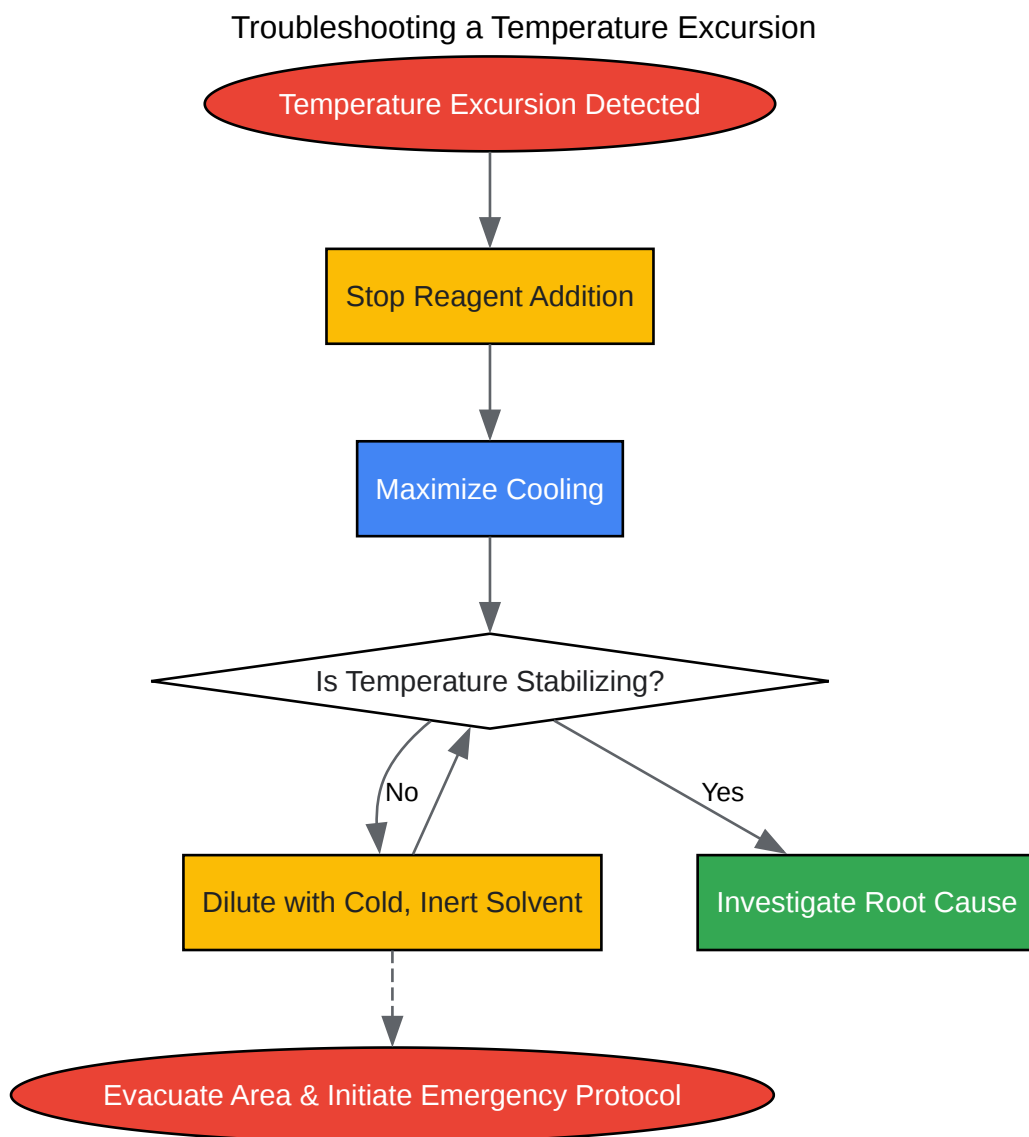 Troubleshooting a Temperature Excursion
Temperature Excursion Detected
Stop Reagent Addition
Maximize Cooling
Is Temperature Stabilizing?
No
Yes
Dilute with Cold, Inert Solvent
Investigate Root Cause
Evacuate Area & Initiate Emergency Protocol